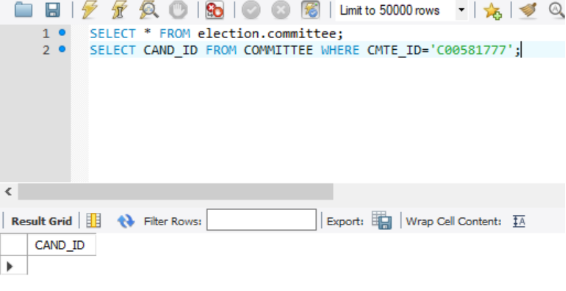 Limit to 50000 rows
1 SELECT * FROM election.committee;
2 SELECT CAND_ID FROM COMMITTEE WHERE CMTE_ID='C00581777';
Result Grid Filter Rows: Export: Wrap Cell Content: IA
CAND_ID